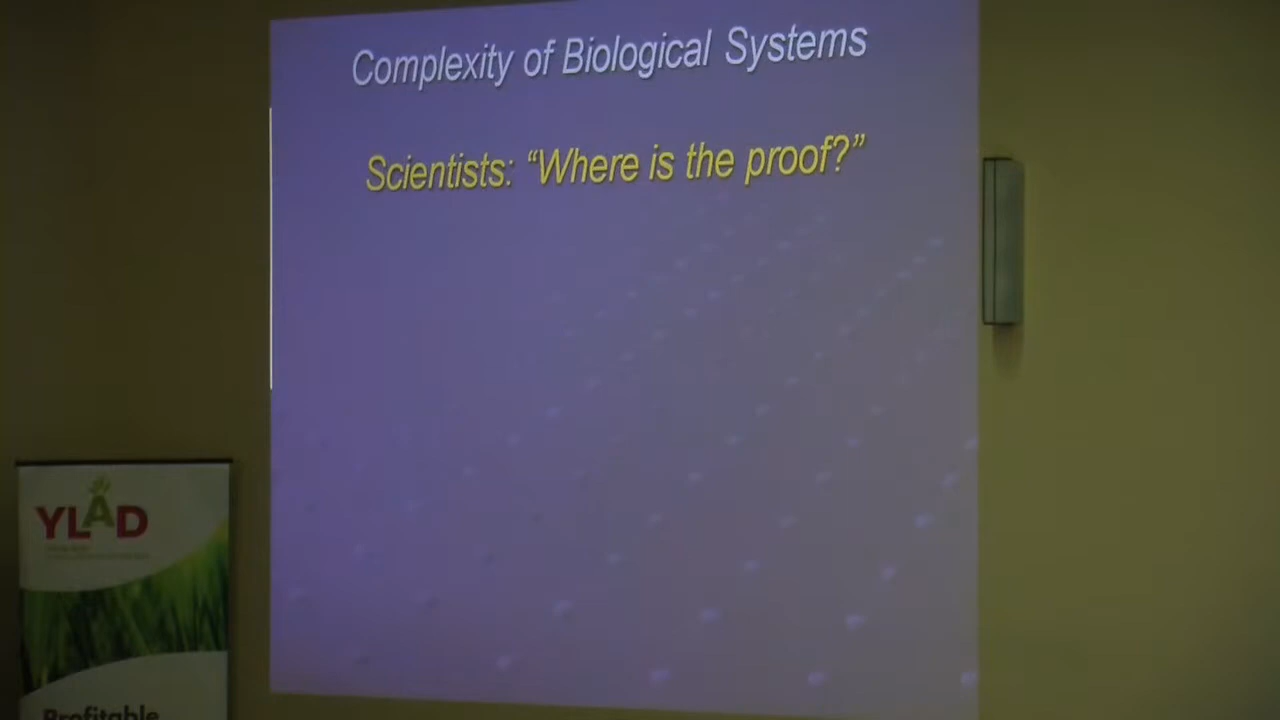 Complexity of Biological Systems
Scientists: “Where is the proof?”
YLAD
Profitable